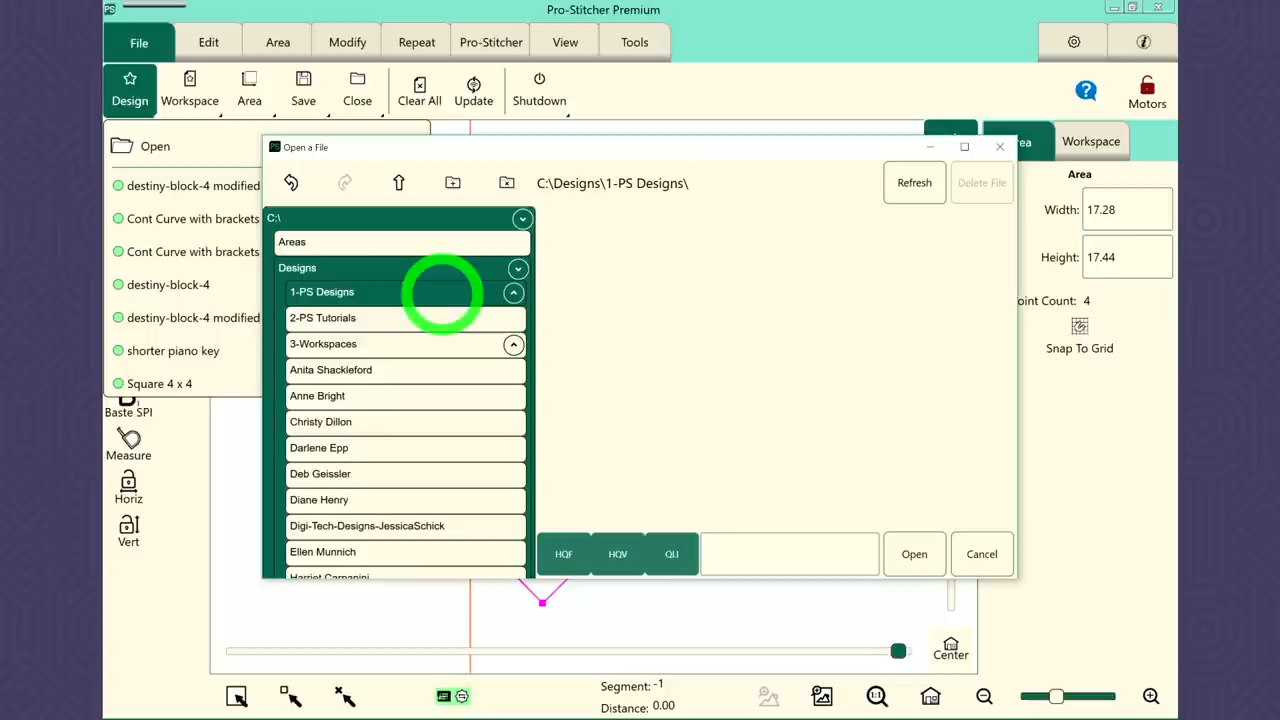 Pro-Stitcher Premium
File
Edit
Area
Modify
Repeat
Pro-Stitcher
View
Tools
Design
Workspace
Area
Save
Close
Clear All
Update
Shutdown
Motors
Open
destiny-block-4 modified
Cont Curve with brackets
Cont Curve with brackets
destiny-block-4
destiny-block-4 modified
shorter piano key
Square 4 x 4
Baste SPI
Measure
Horiz
Vert
PS Open a File
C:\Designs\1-PS Designs\
Refresh
Delete File
C:\
Areas
Designs
1-PS Designs
2-PS Tutorials
3-Workspaces
Anita Shackleford
Anne Bright
Christy Dillon
Darlene Epp
Deb Geissler
Diane Henry
Digi-Tech-Designs-JessicaSchick
Ellen Munnich
Harriet Carpanini
HQF
HQV
QLI
Open
Cancel
ea
Workspace
Area
Width: 17.28
Height: 17.44
oint Count: 4
Snap To Grid
Center
Segment: -1
Distance: 0.00
1:1